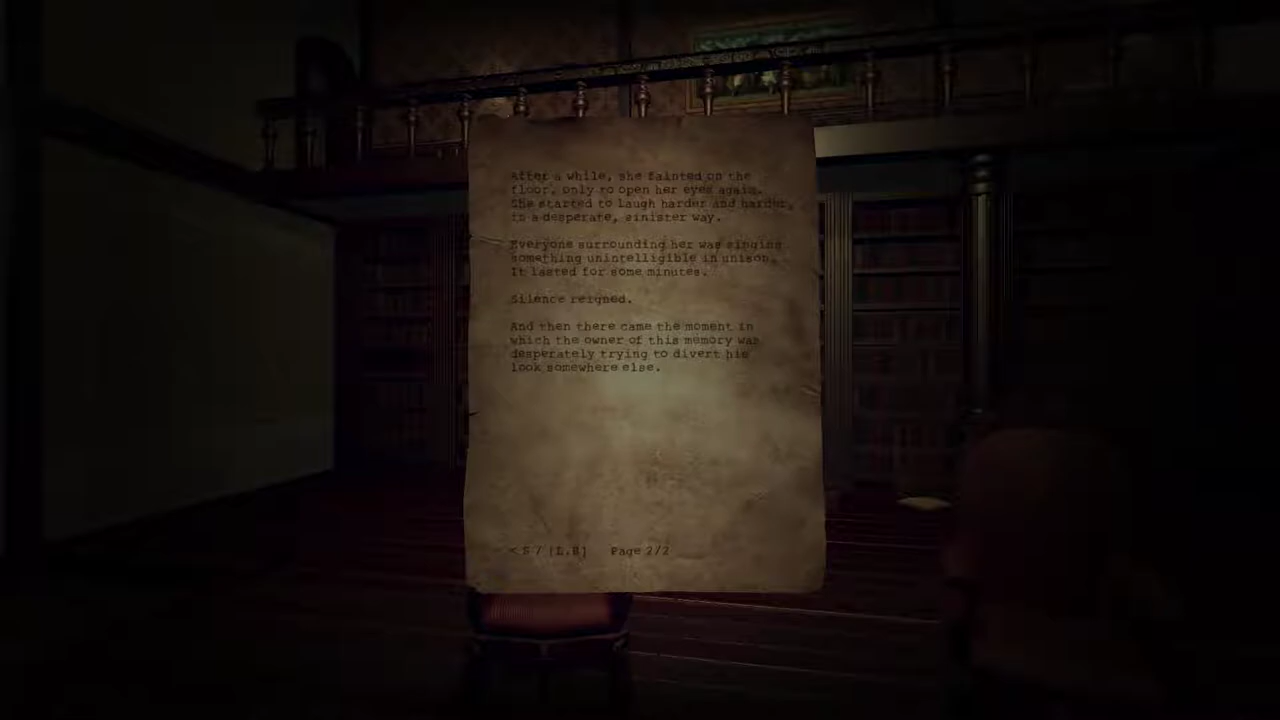 After a while, she fainted on the
floor, only to open her eyes again.
She started to laugh harder and harder,
in a desperate, sinister way.
Everyone surrounding her was singing
something unintelligible in unison.
It lasted for some minutes.
Silence reigned.
And then there came the moment in
which the owner of this memory was
desperately trying to divert his
look somewhere else.
Page 2/2